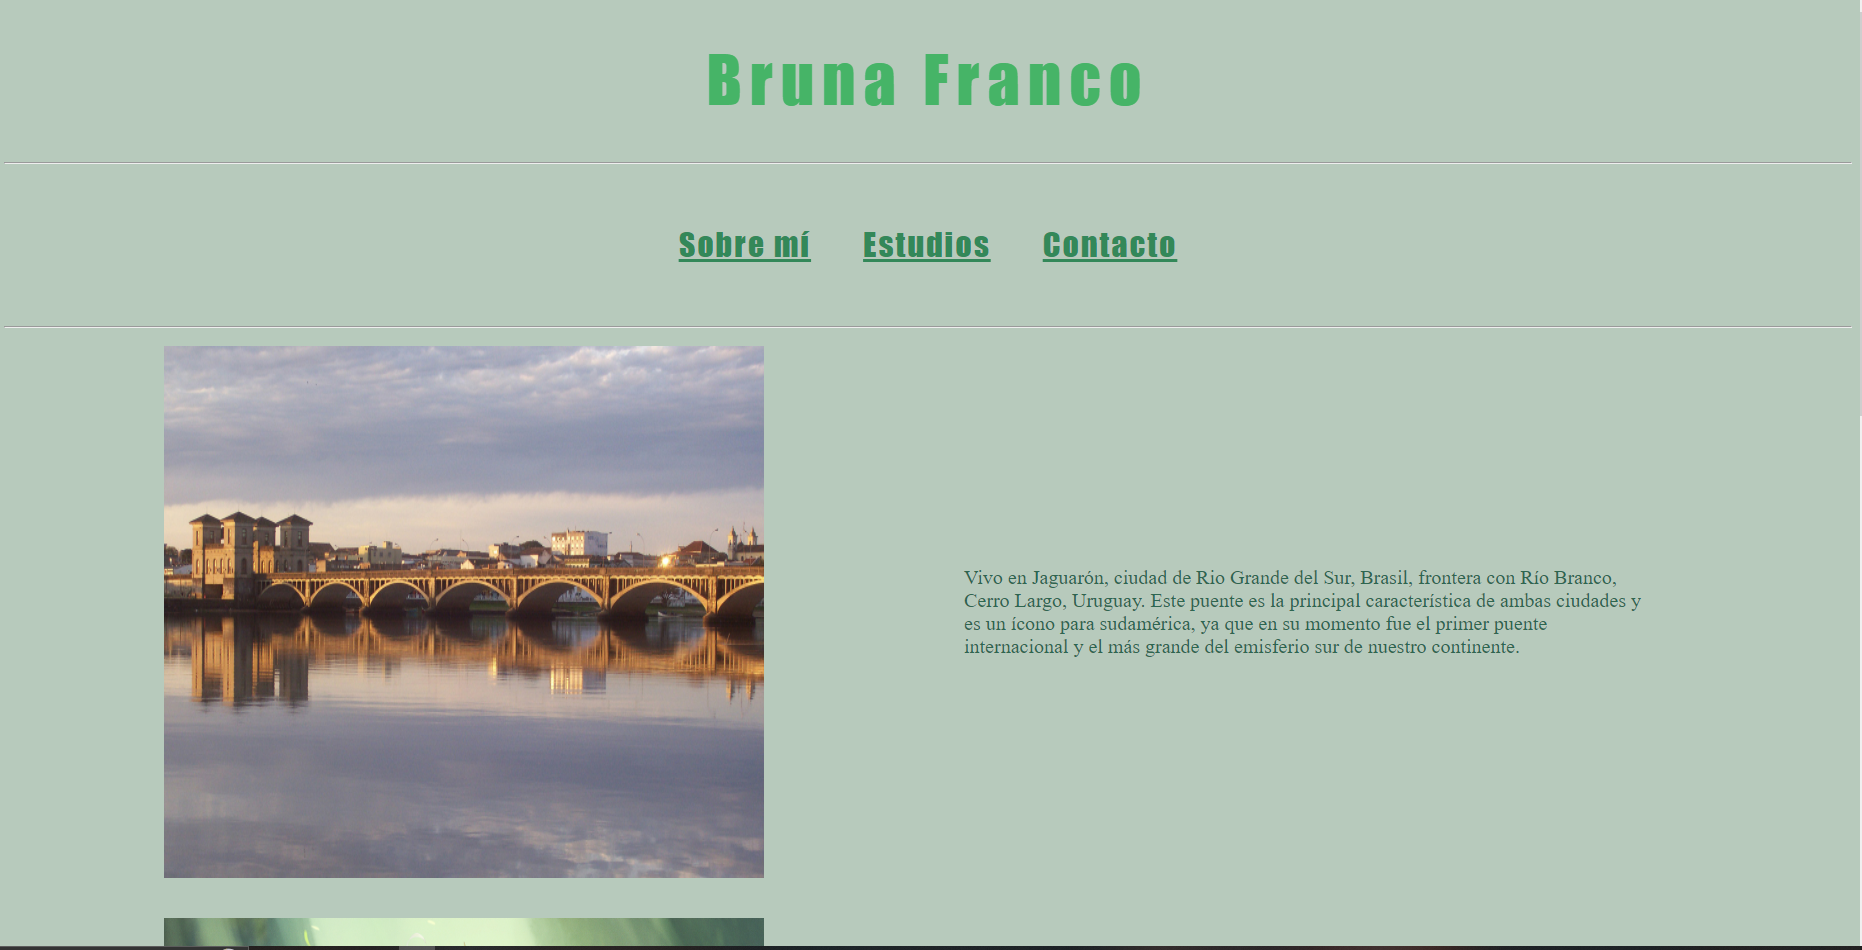 Bruna Franco
Sobre mí Estudios Contacto
Vivo en Jaguarón, ciudad de Rio Grande del Sur, Brasil, frontera con Río Branco,
Cerro Largo, Uruguay. Este puente es la principal característica de ambas ciudades y
es un ícono para sudamérica, ya que en su momento fue el primer puente
internacional y el más grande del emisferio sur de nuestro continente.